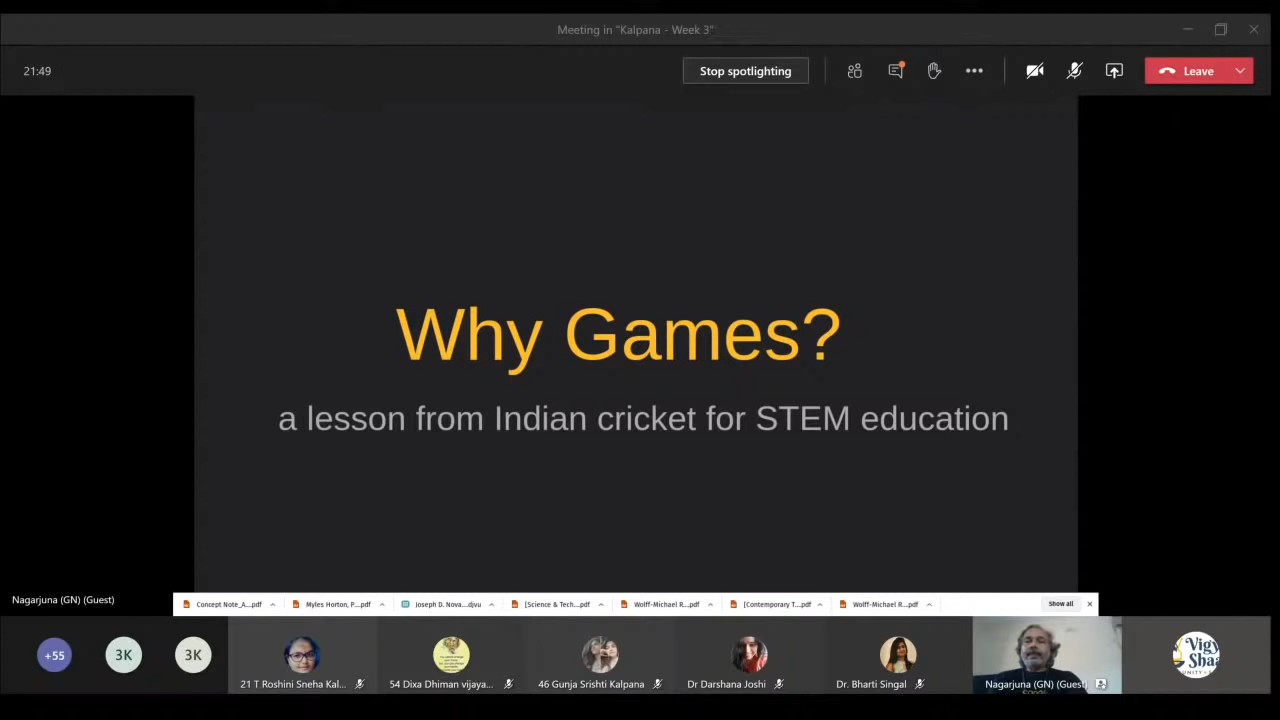 Meeting in "Kalpana - Week 3"
21:49
Stop spotlighting
Leave
Why Games?
a lesson from Indian cricket for STEM education
Nagarjuna (GN) (Guest)
Concept Note_A....pdf
Myles Horton, P....pdf
Joseph D. Nova....djvu
[Science & Tech....pdf
Wolff-Michael R....pdf
[Contemporary T....pdf
Wolff-Michael R....pdf
Show all
+55
3K
3K
21 T Roshini Sneha Kal...
54 Dixa Dhiman vijaya...
46 Gunja Srishti Kalpana
Dr Darshana Joshi
Dr. Bharti Singal
Nagarjuna (GN) (Guest)
Vigy
Shaa